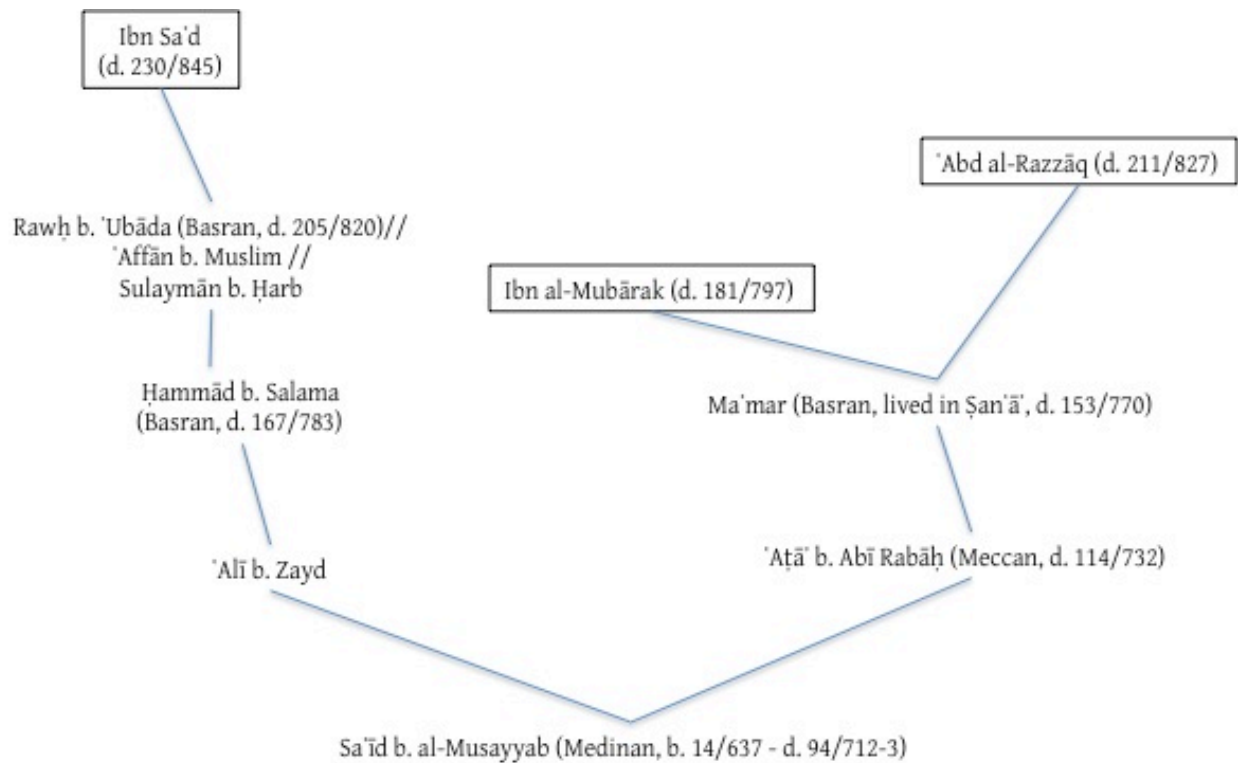 Ibn Saʿd
(d. 230/845)
ʿAbd al-Razzāq (d. 211/827)
Rawḥ b. ʿUbāda (Basran, d. 205/820)//
ʿAffān b. Muslim //
Sulaymān b. Ḥarb
Ibn al-Mubārak (d. 181/797)
Ḥammād b. Salama
(Basran, d. 167/783)
Maʿmar (Basran, lived in Ṣanʿāʾ, d. 153/770)
ʿAlī b. Zayd
ʿAṭāʾ b. Abī Rabāḥ (Meccan, d. 114/732)
Saʿīd b. al-Musayyab (Medinan, b. 14/637 - d. 94/712-3)